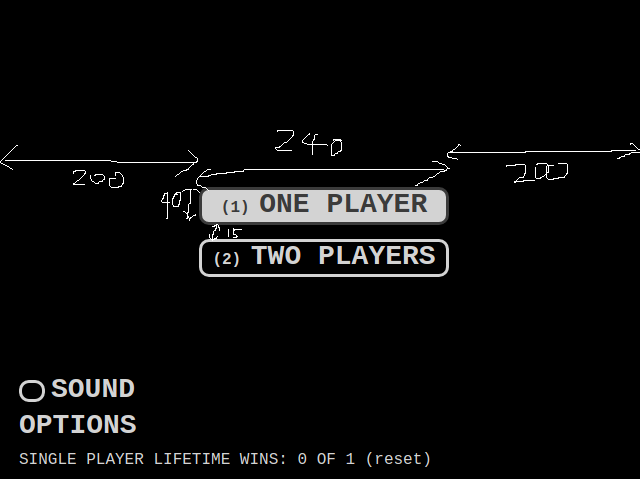 240
200
200
40
(1) ONE PLAYER
15
(2) TWO PLAYERS
SOUND
OPTIONS
SINGLE PLAYER LIFETIME WINS: 0 OF 1 (reset)